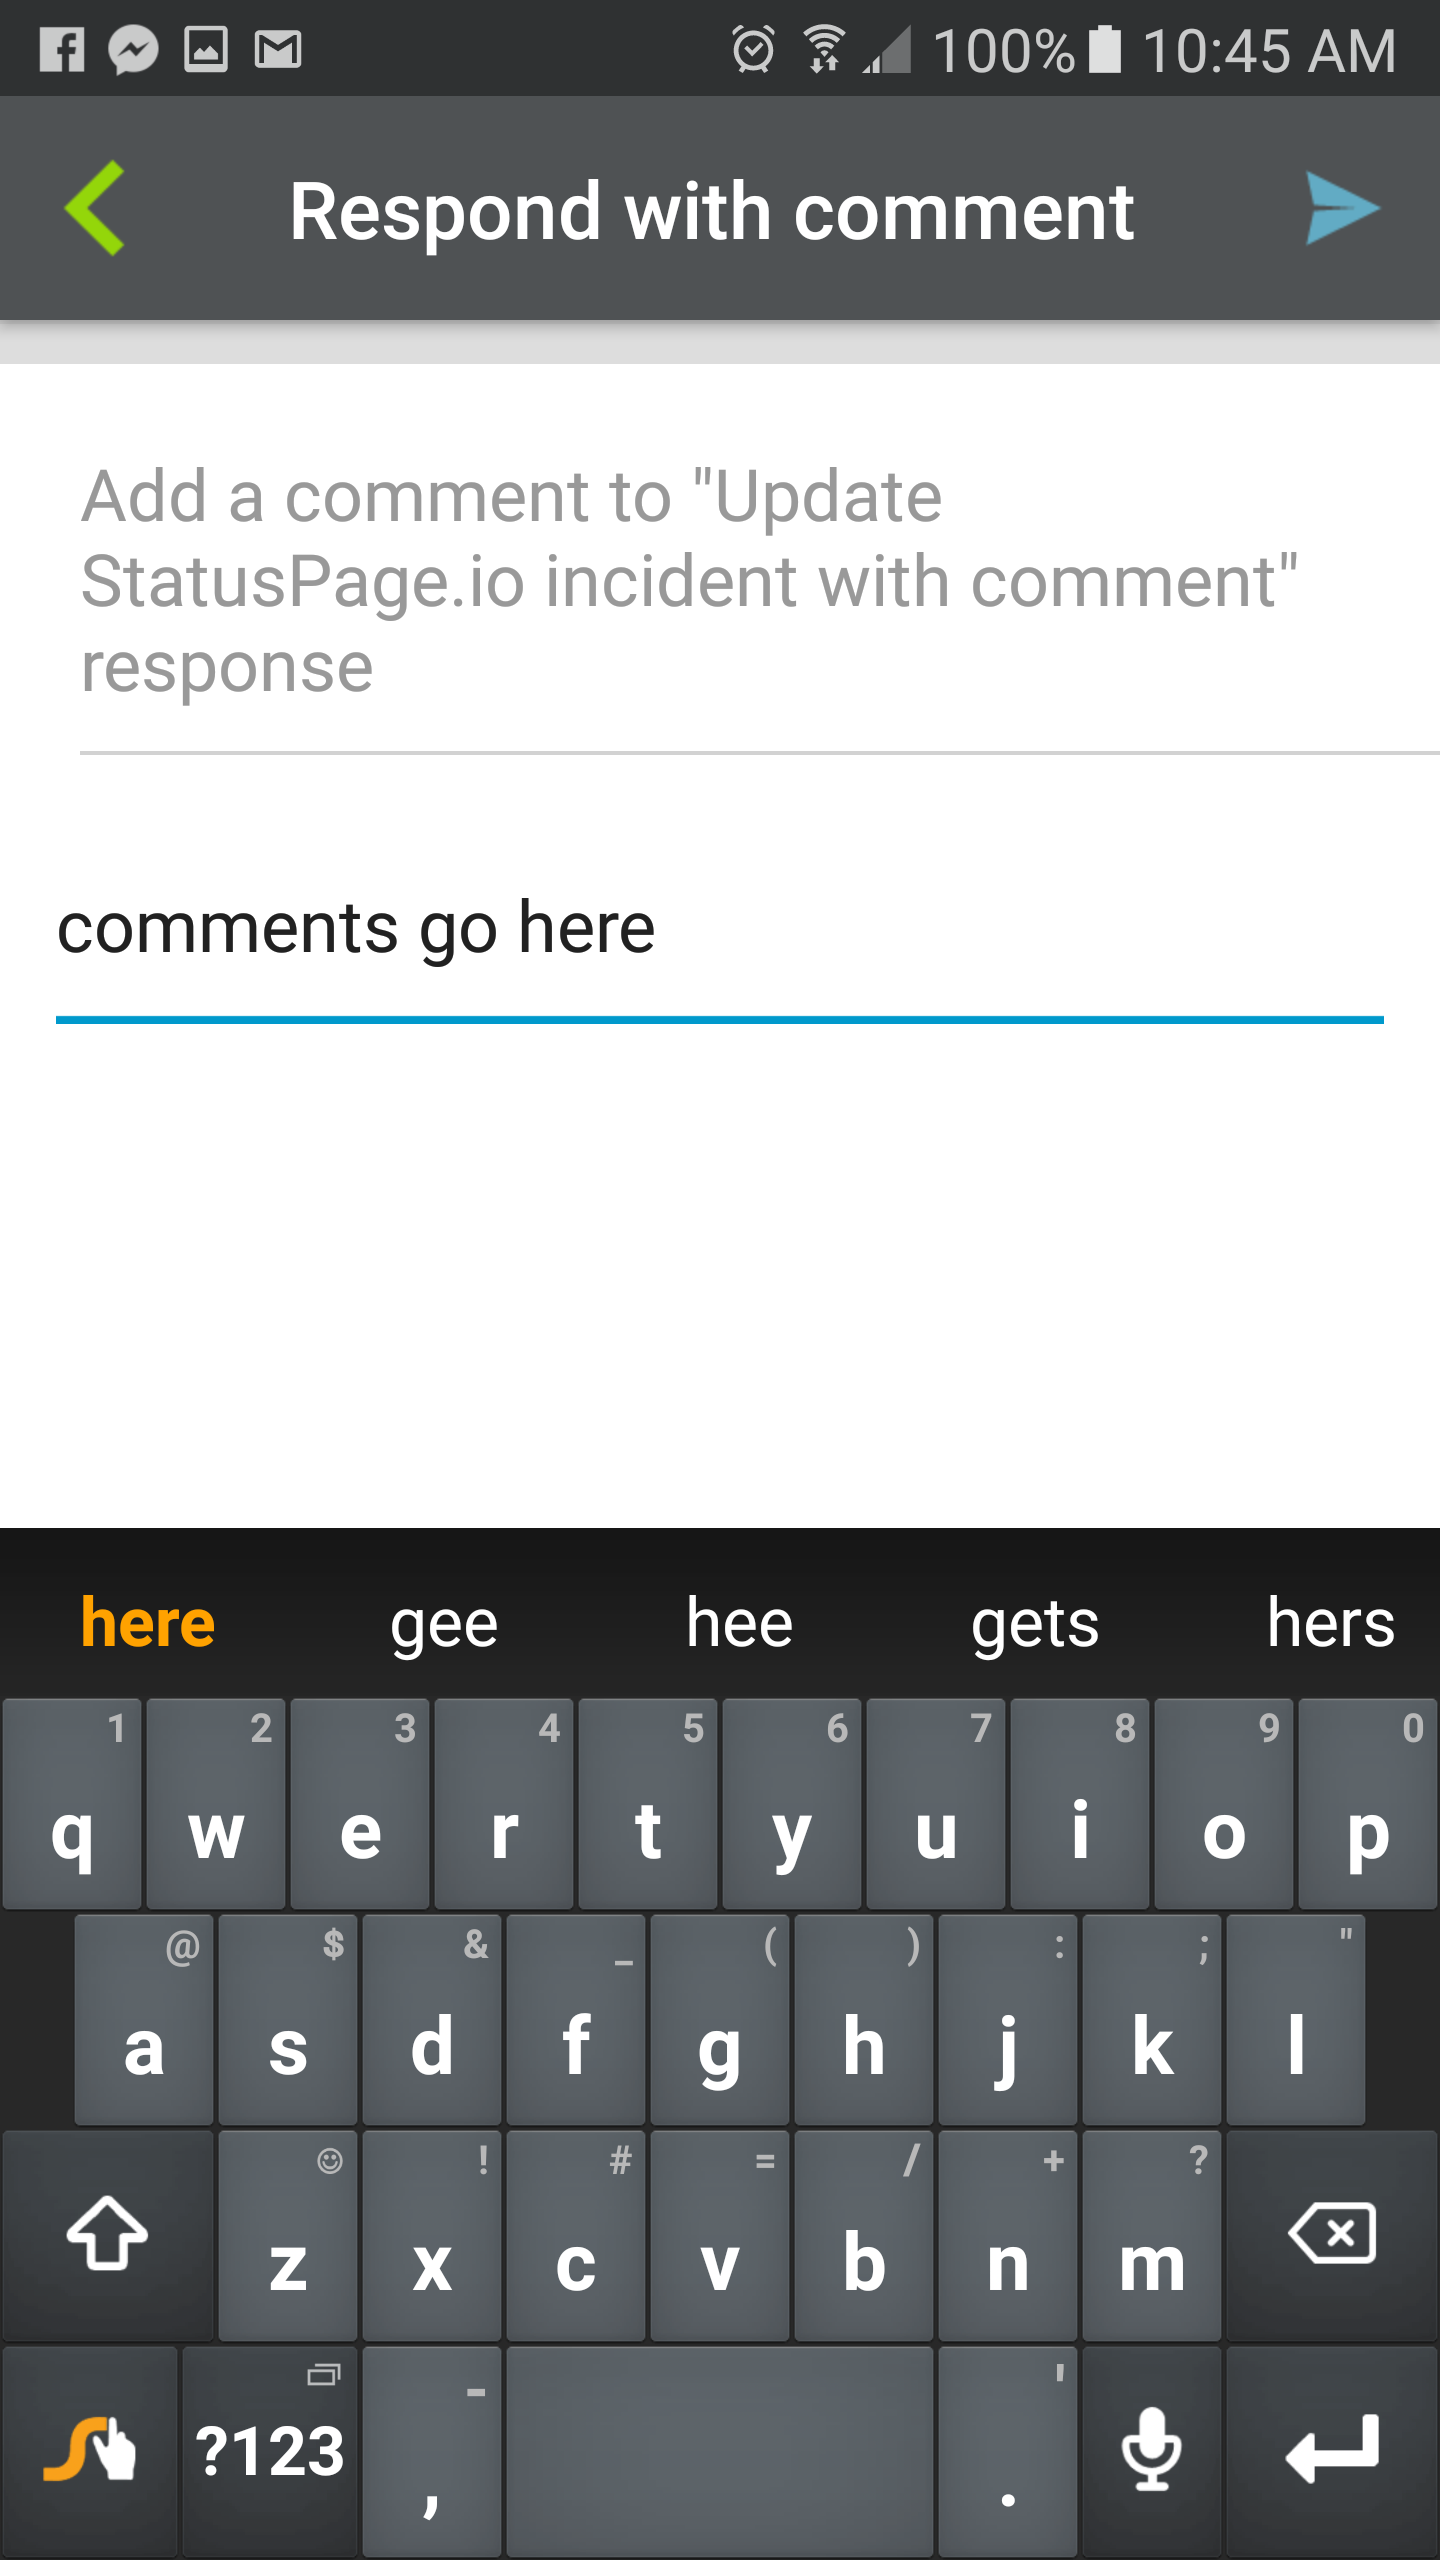 100% 10:45 AM
Respond with comment
Add a comment to "Update
StatusPage.io incident with comment"
response
comments go here
here gee hee gets hers
1 2 3 4 5 6 7 8 9 0
q w e r t y u i o p
@ $ & _ ( ) : ; "
a s d f g h j k l
! # = / + ?
z x c v b n m
- '
?123 , .